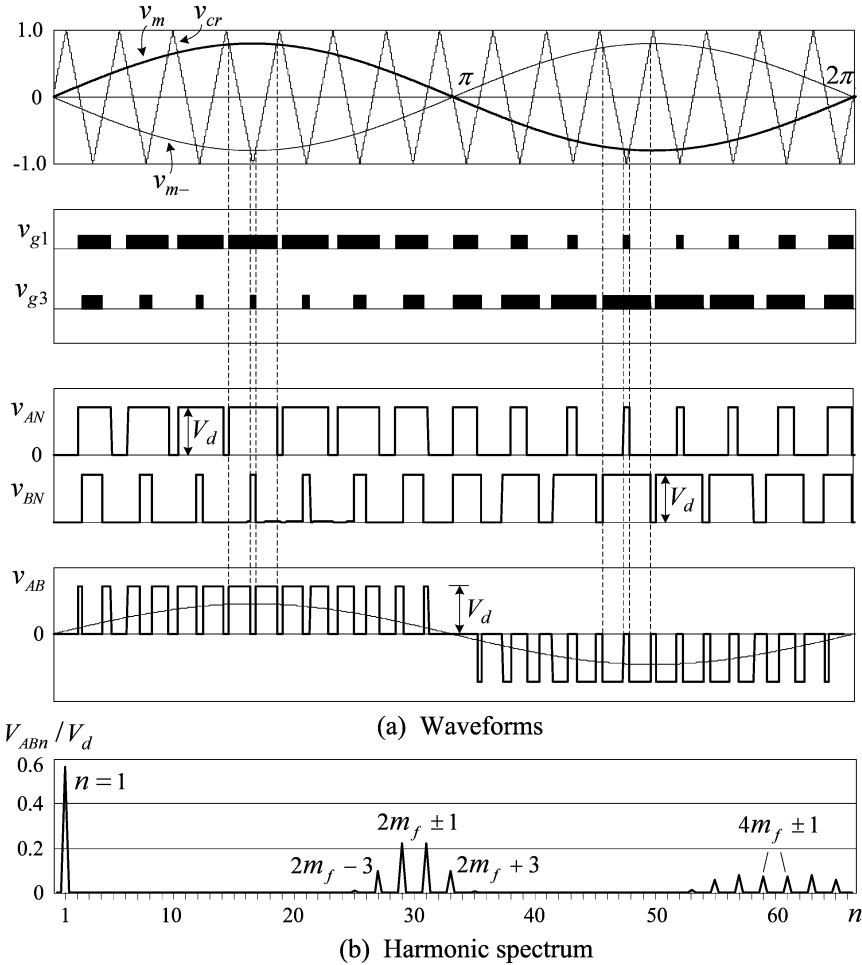 v_m v_cr
1.0
π 2π
0
-1.0
v_m−
v_g1
v_g3
v_AN
V_d
0
v_BN
V_d
v_AB
V_d
0
(a) Waveforms
V_ABn / V_d
0.6
n = 1
0.4
2m_f ± 1 4m_f ± 1
0.2
2m_f − 3 2m_f + 3
0
1 10 20 30 40 50 60 n
(b) Harmonic spectrum